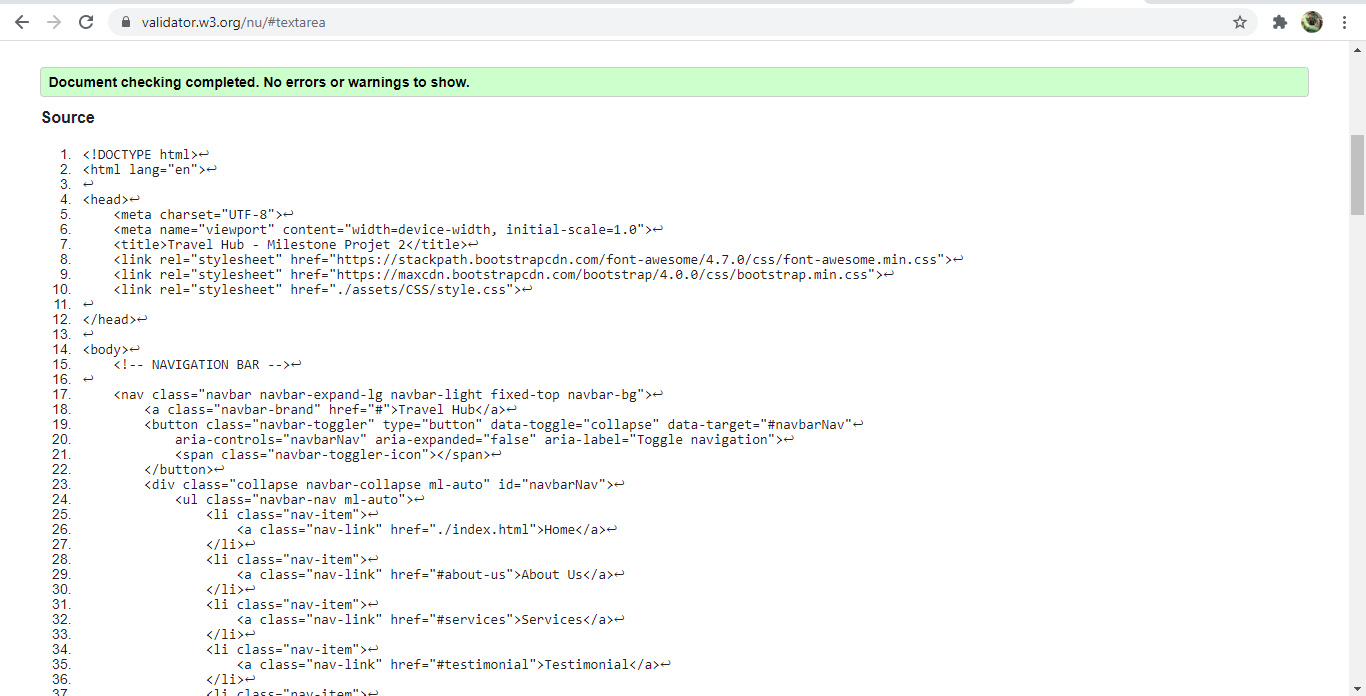 validator.w3.org/nu/#textarea
Document checking completed. No errors or warnings to show.
Source
1. <!DOCTYPE html>↩
2. <html lang="en">↩
3. ↩
4. <head>↩
5.     <meta charset="UTF-8">↩
6.     <meta name="viewport" content="width=device-width, initial-scale=1.0">↩
7.     <title>Travel Hub - Milestone Projet 2</title>↩
8.     <link rel="stylesheet" href="https://stackpath.bootstrapcdn.com/font-awesome/4.7.0/css/font-awesome.min.css">↩
9.     <link rel="stylesheet" href="https://maxcdn.bootstrapcdn.com/bootstrap/4.0.0/css/bootstrap.min.css">↩
10.     <link rel="stylesheet" href="./assets/CSS/style.css">↩
11. ↩
12. </head>↩
13. ↩
14. <body>↩
15.     <!-- NAVIGATION BAR -->↩
16. ↩
17.     <nav class="navbar navbar-expand-lg navbar-light fixed-top navbar-bg">↩
18.         <a class="navbar-brand" href="#">Travel Hub</a>↩
19.         <button class="navbar-toggler" type="button" data-toggle="collapse" data-target="#navbarNav"↩
20.             aria-controls="navbarNav" aria-expanded="false" aria-label="Toggle navigation">↩
21.             <span class="navbar-toggler-icon"></span>↩
22.         </button>↩
23.         <div class="collapse navbar-collapse ml-auto" id="navbarNav">↩
24.             <ul class="navbar-nav ml-auto">↩
25.                 <li class="nav-item">↩
26.                     <a class="nav-link" href="./index.html">Home</a>↩
27.                 </li>↩
28.                 <li class="nav-item">↩
29.                     <a class="nav-link" href="#about-us">About Us</a>↩
30.                 </li>↩
31.                 <li class="nav-item">↩
32.                     <a class="nav-link" href="#services">Services</a>↩
33.                 </li>↩
34.                 <li class="nav-item">↩
35.                     <a class="nav-link" href="#testimonial">Testimonial</a>↩
36.                 </li>↩
37.                 <li class="nav-item">↩